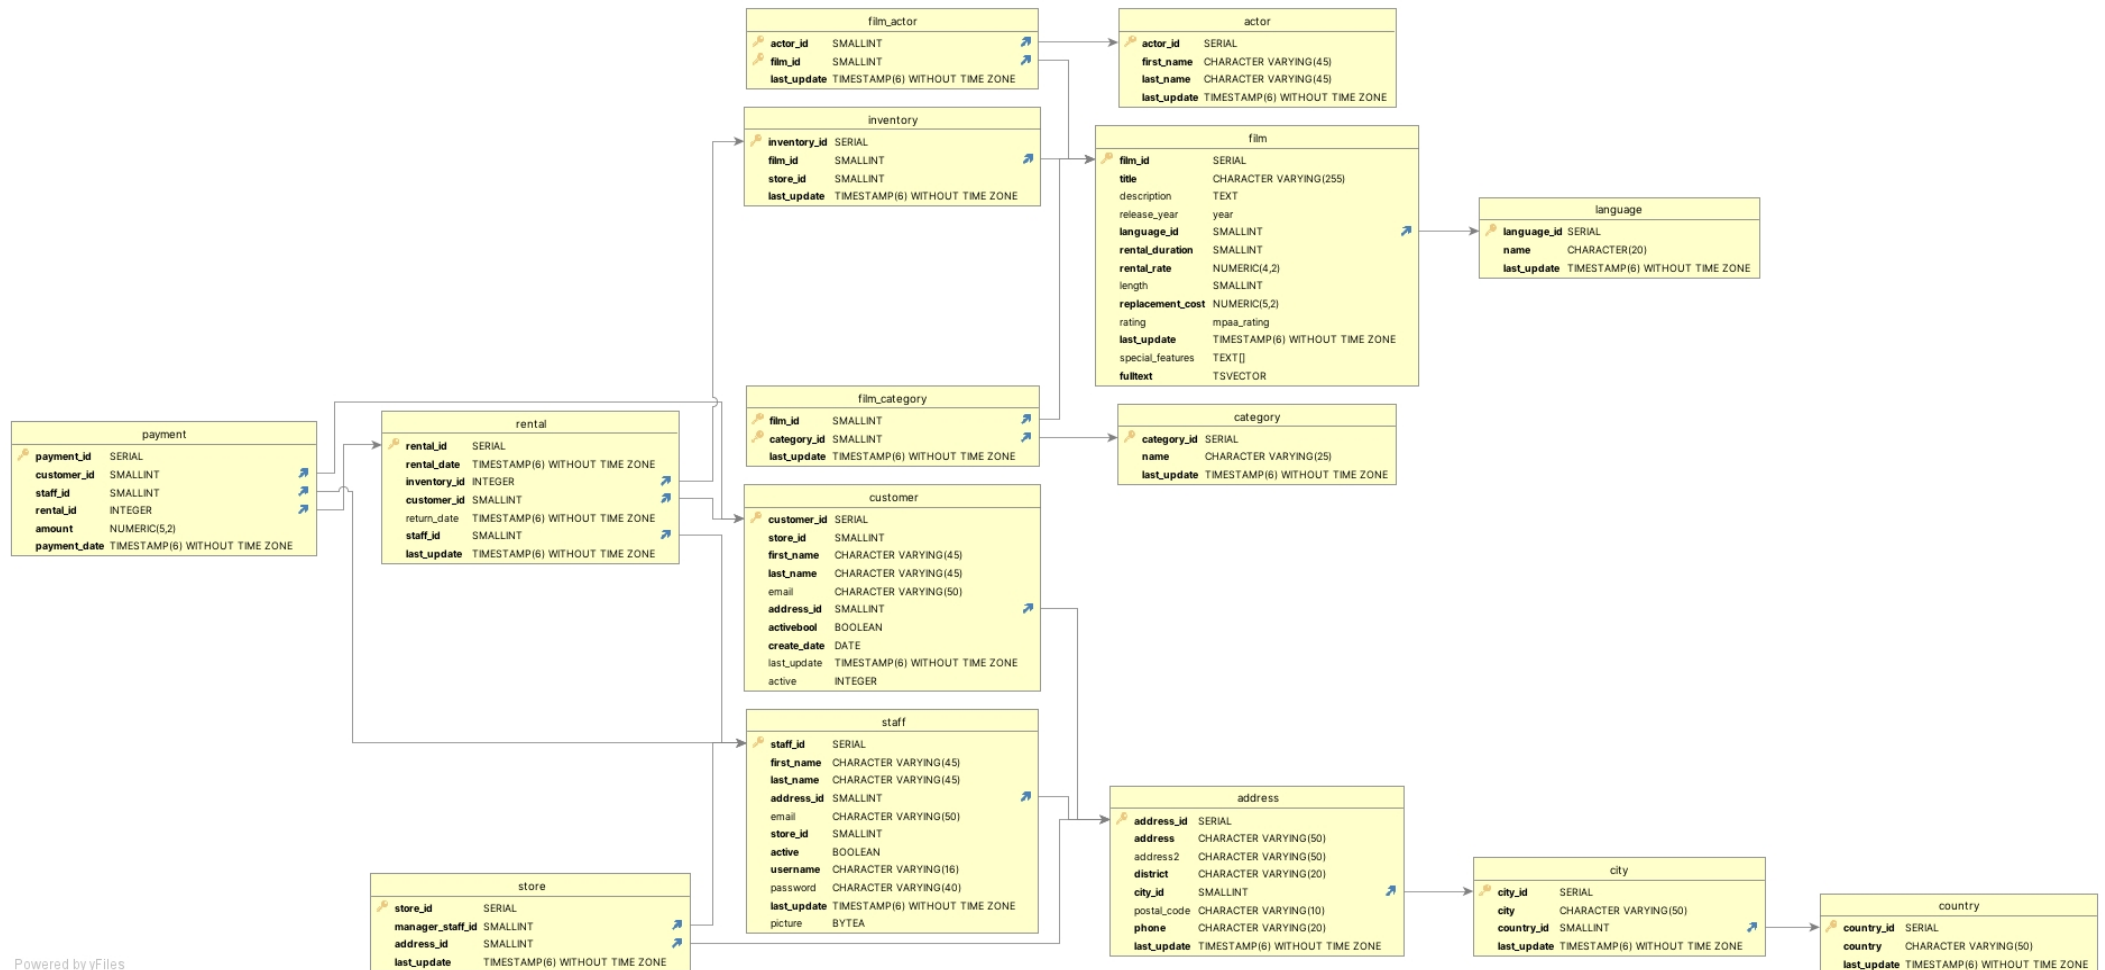 film_actor
actor_id SMALLINT
film_id SMALLINT
last_update TIMESTAMP(6) WITHOUT TIME ZONE
actor
actor_id SERIAL
first_name CHARACTER VARYING(45)
last_name CHARACTER VARYING(45)
last_update TIMESTAMP(6) WITHOUT TIME ZONE
inventory
inventory_id SERIAL
film_id SMALLINT
store_id SMALLINT
last_update TIMESTAMP(6) WITHOUT TIME ZONE
film
film_id SERIAL
title CHARACTER VARYING(255)
description TEXT
release_year year
language_id SMALLINT
rental_duration SMALLINT
rental_rate NUMERIC(4,2)
length SMALLINT
replacement_cost NUMERIC(5,2)
rating mpaa_rating
last_update TIMESTAMP(6) WITHOUT TIME ZONE
special_features TEXT[]
fulltext TSVECTOR
language
language_id SERIAL
name CHARACTER(20)
last_update TIMESTAMP(6) WITHOUT TIME ZONE
film_category
film_id SMALLINT
category_id SMALLINT
last_update TIMESTAMP(6) WITHOUT TIME ZONE
category
category_id SERIAL
name CHARACTER VARYING(25)
last_update TIMESTAMP(6) WITHOUT TIME ZONE
payment
payment_id SERIAL
customer_id SMALLINT
staff_id SMALLINT
rental_id INTEGER
amount NUMERIC(5,2)
payment_date TIMESTAMP(6) WITHOUT TIME ZONE
rental
rental_id SERIAL
rental_date TIMESTAMP(6) WITHOUT TIME ZONE
inventory_id INTEGER
customer_id SMALLINT
return_date TIMESTAMP(6) WITHOUT TIME ZONE
staff_id SMALLINT
last_update TIMESTAMP(6) WITHOUT TIME ZONE
customer
customer_id SERIAL
store_id SMALLINT
first_name CHARACTER VARYING(45)
last_name CHARACTER VARYING(45)
email CHARACTER VARYING(50)
address_id SMALLINT
activebool BOOLEAN
create_date DATE
last_update TIMESTAMP(6) WITHOUT TIME ZONE
active INTEGER
staff
staff_id SERIAL
first_name CHARACTER VARYING(45)
last_name CHARACTER VARYING(45)
address_id SMALLINT
email CHARACTER VARYING(50)
store_id SMALLINT
active BOOLEAN
username CHARACTER VARYING(16)
password CHARACTER VARYING(40)
last_update TIMESTAMP(6) WITHOUT TIME ZONE
picture BYTEA
address
address_id SERIAL
address CHARACTER VARYING(50)
address2 CHARACTER VARYING(50)
district CHARACTER VARYING(20)
city_id SMALLINT
postal_code CHARACTER VARYING(10)
phone CHARACTER VARYING(20)
last_update TIMESTAMP(6) WITHOUT TIME ZONE
city
city_id SERIAL
city CHARACTER VARYING(50)
country_id SMALLINT
last_update TIMESTAMP(6) WITHOUT TIME ZONE
country
country_id SERIAL
country CHARACTER VARYING(50)
last_update TIMESTAMP(6) WITHOUT TIME ZONE
store
store_id SERIAL
manager_staff_id SMALLINT
address_id SMALLINT
last_update TIMESTAMP(6) WITHOUT TIME ZONE
Powered by yFiles